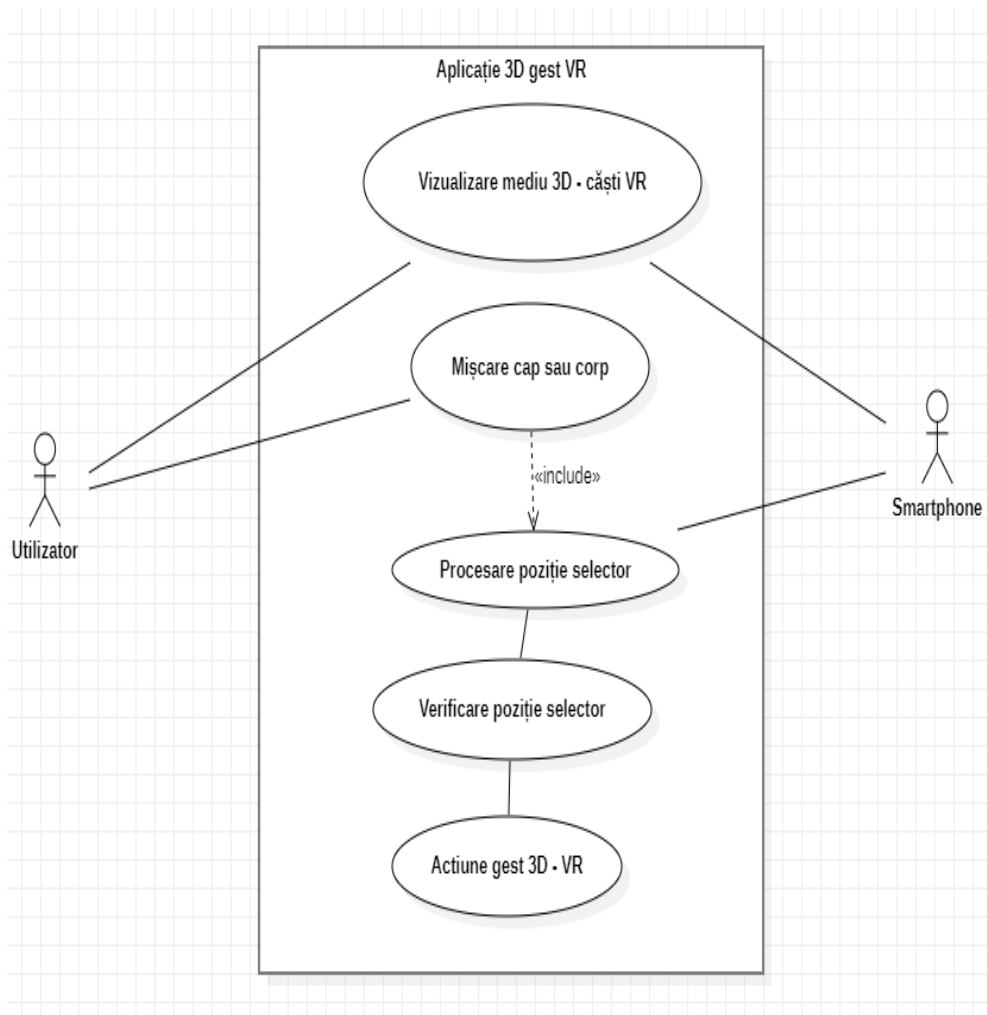 Aplicație 3D gest VR
Vizualizare mediu 3D - căști VR
Mișcare cap sau corp
«include»
Smartphone
Utilizator
Procesare poziție selector
Verificare poziție selector
Actiune gest 3D - VR